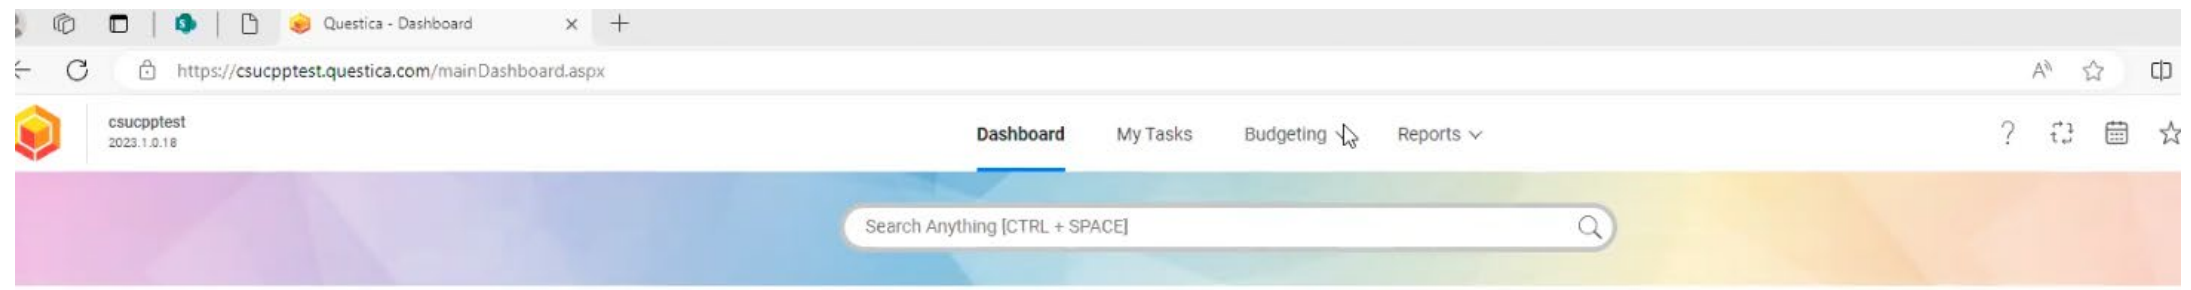 Questica - Dashboard
https://csucpptest.questica.com/mainDashboard.aspx
csucpptest
2023.1.0.18
Dashboard
My Tasks
Budgeting
Reports
Search Anything [CTRL + SPACE]